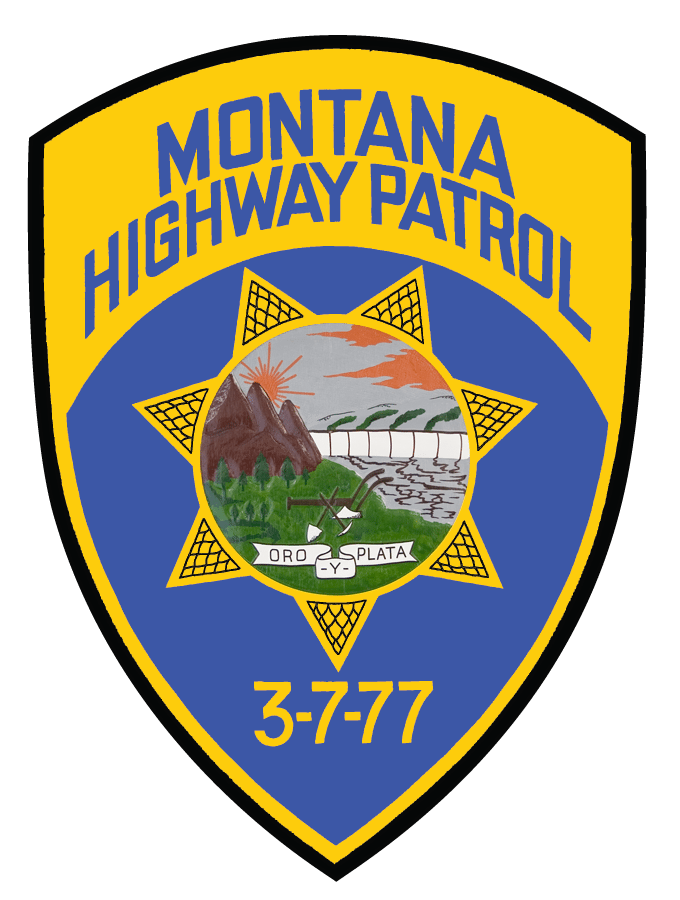 MONTANA
HIGHWAY PATROL
ORO PLATA
-Y-
3-7-77